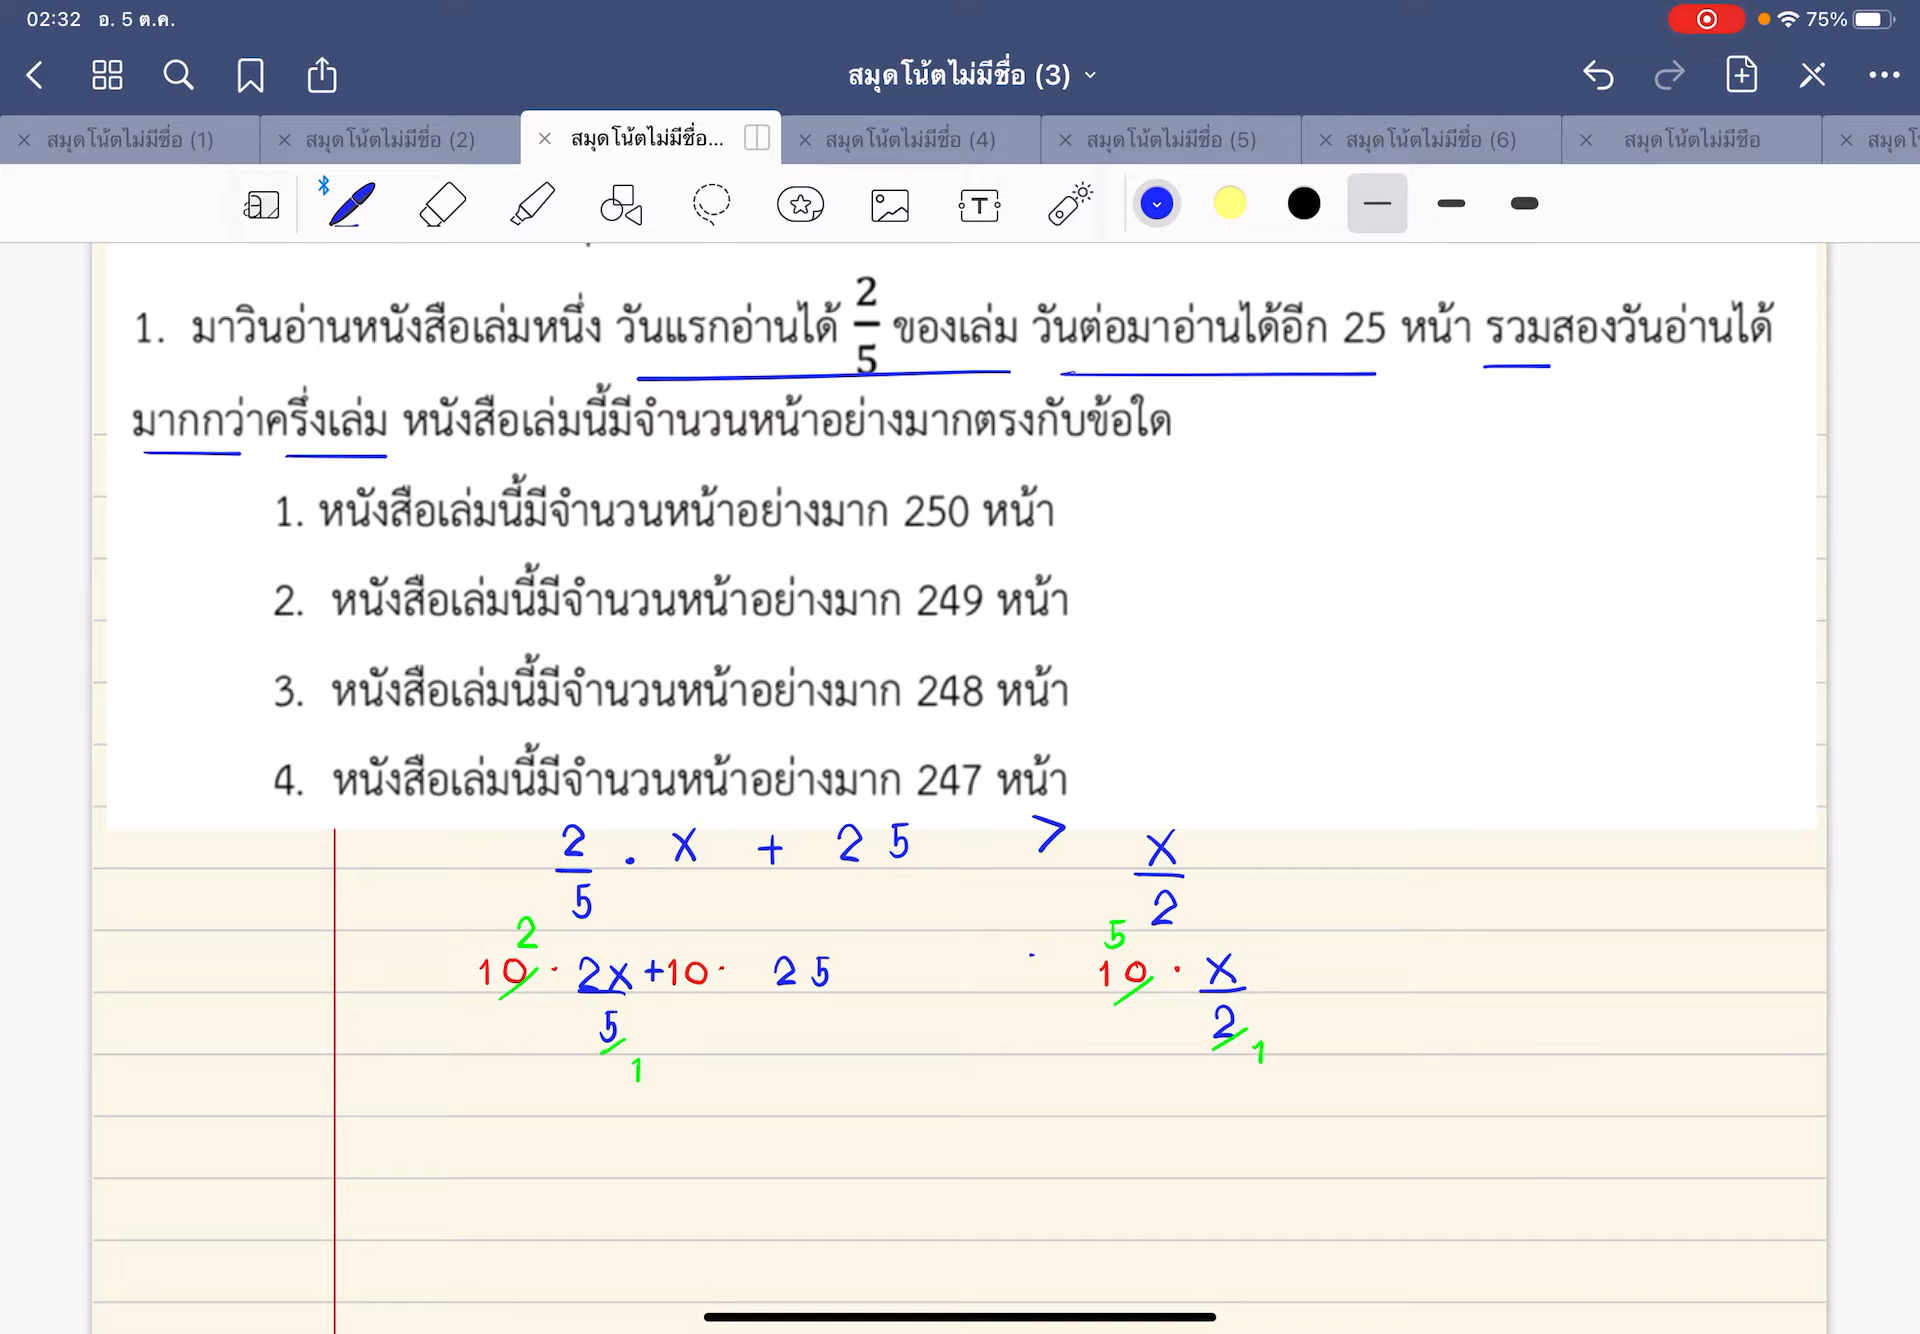 02:32 อ. 5 ต.ค. 75%
สมุดโน้ตไม่มีชื่อ (3)
สมุดโน้ตไม่มีชื่อ (1) สมุดโน้ตไม่มีชื่อ (2) สมุดโน้ตไม่มีชื่อ... สมุดโน้ตไม่มีชื่อ (4) สมุดโน้ตไม่มีชื่อ (5) สมุดโน้ตไม่มีชื่อ (6) สมุดโน้ตไม่มีชื่อ
1. มาวินอ่านหนังสือเล่มหนึ่ง วันแรกอ่านได้ 2/5 ของเล่ม วันต่อมาอ่านได้อีก 25 หน้า รวมสองวันอ่านได้
มากกว่าครึ่งเล่ม หนังสือเล่มนี้มีจำนวนหน้าอย่างมากตรงกับข้อใด
1. หนังสือเล่มนี้มีจำนวนหน้าอย่างมาก 250 หน้า
2. หนังสือเล่มนี้มีจำนวนหน้าอย่างมาก 249 หน้า
3. หนังสือเล่มนี้มีจำนวนหน้าอย่างมาก 248 หน้า
4. หนังสือเล่มนี้มีจำนวนหน้าอย่างมาก 247 หน้า
2/5 . x + 25 > x/2
2 5
10 · 2x/5 + 10 · 25 10 · x/2
1 1